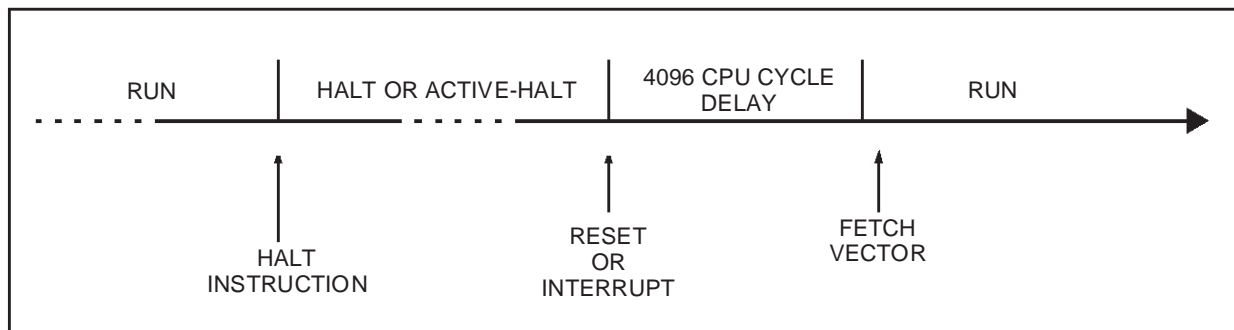 RUN
HALT OR ACTIVE-HALT
4096 CPU CYCLE
DELAY
RUN
HALT
INSTRUCTION
RESET
OR
INTERRUPT
FETCH
VECTOR